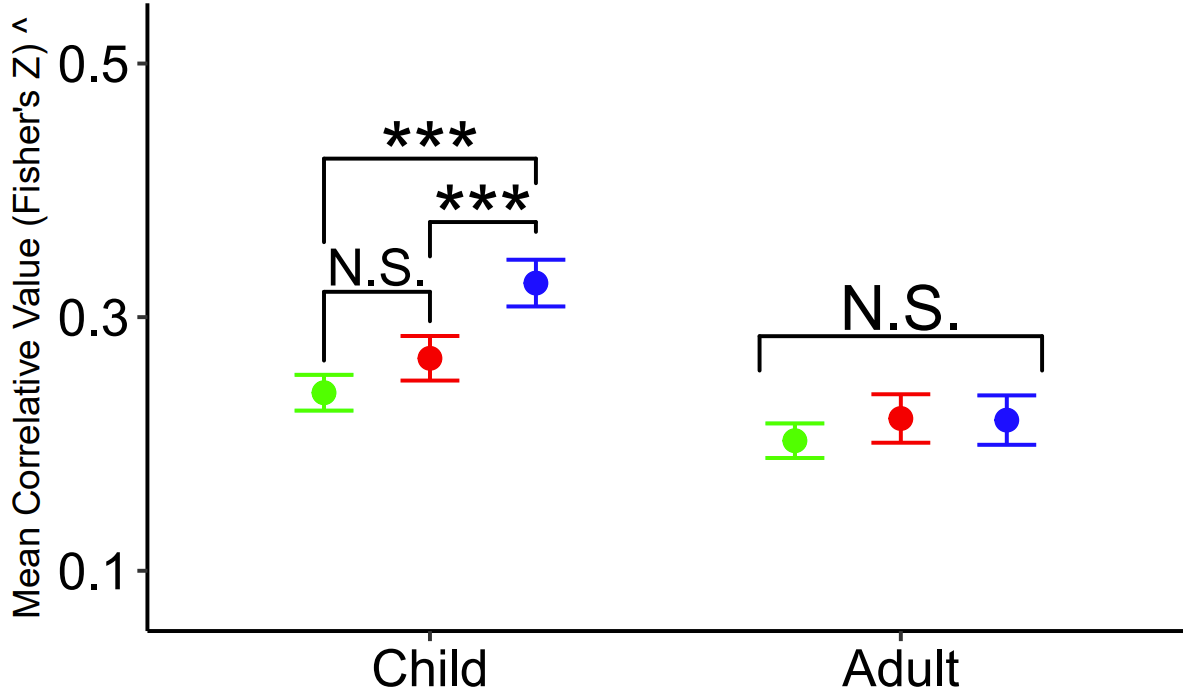 Mean Correlative Value (Fisher's Z) ^
0.5
0.3
0.1
***
***
N.S.
N.S.
Child
Adult